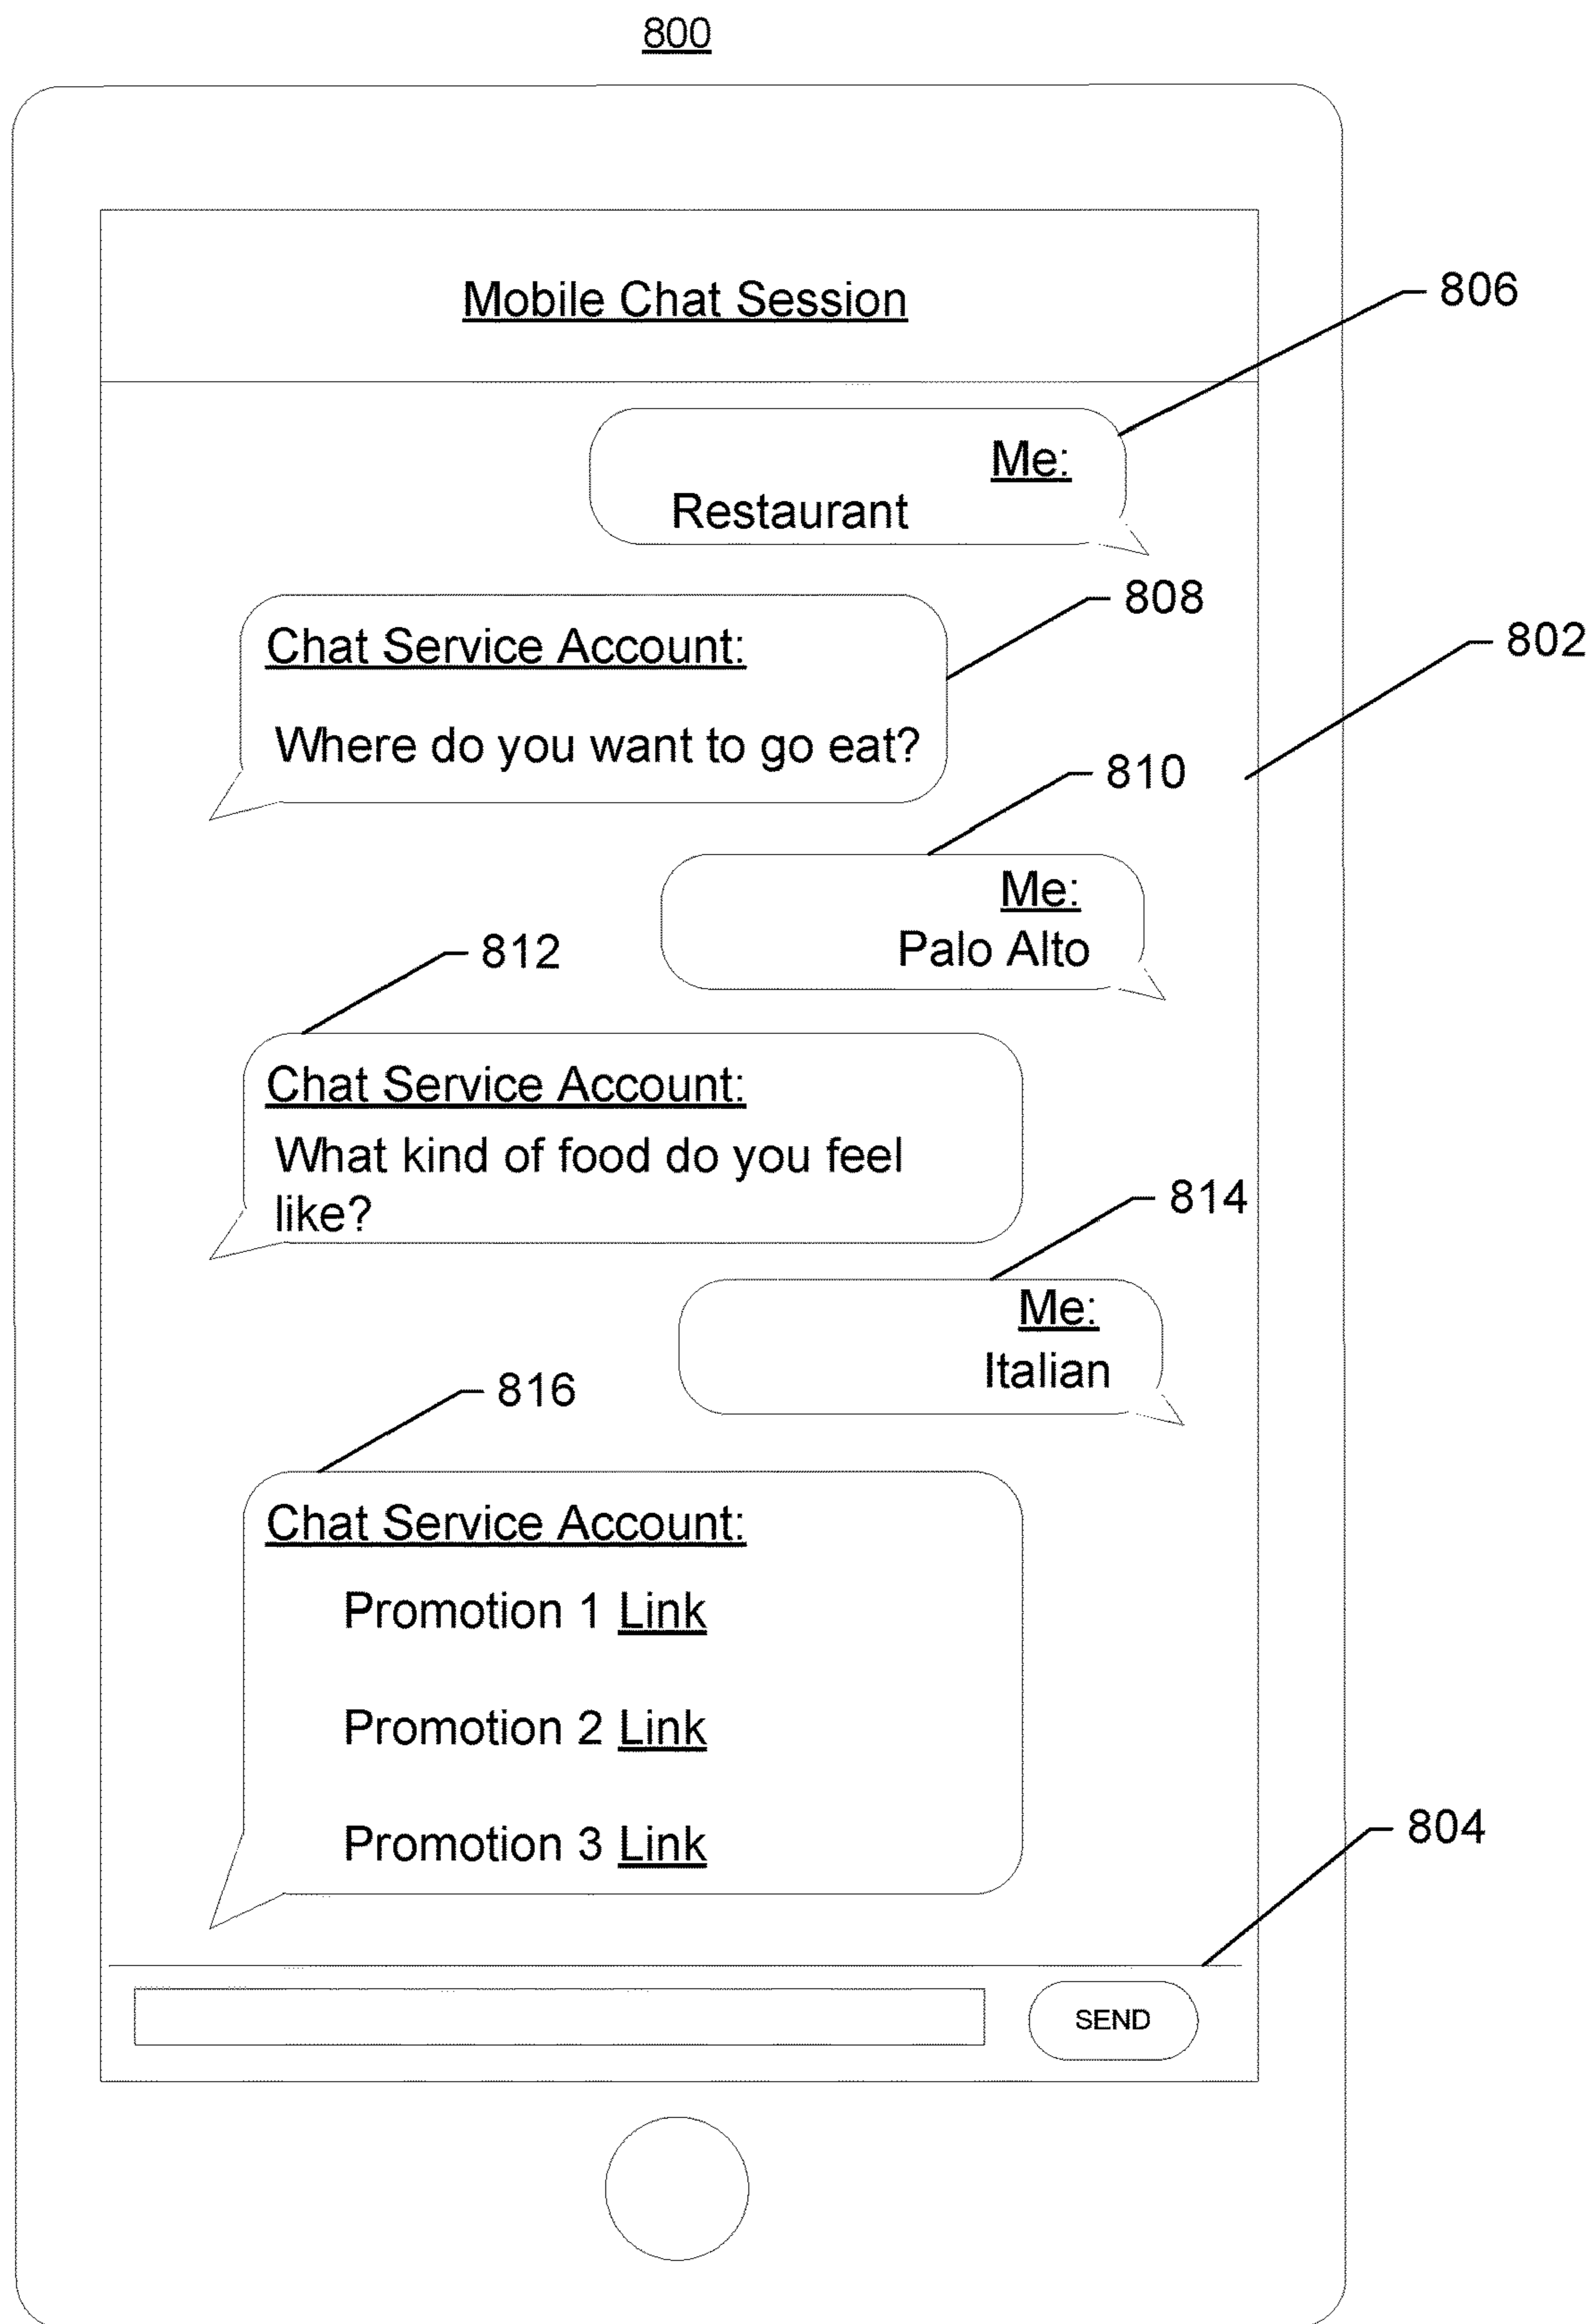 800
Mobile Chat Session
806
Me:
Restaurant
808
Chat Service Account:
802
Where do you want to go eat?
810
Me:
Palo Alto
812
Chat Service Account:
What kind of food do you feel
like?
814
Me:
Italian
816
Chat Service Account:
Promotion 1 Link
Promotion 2 Link
Promotion 3 Link
804
SEND